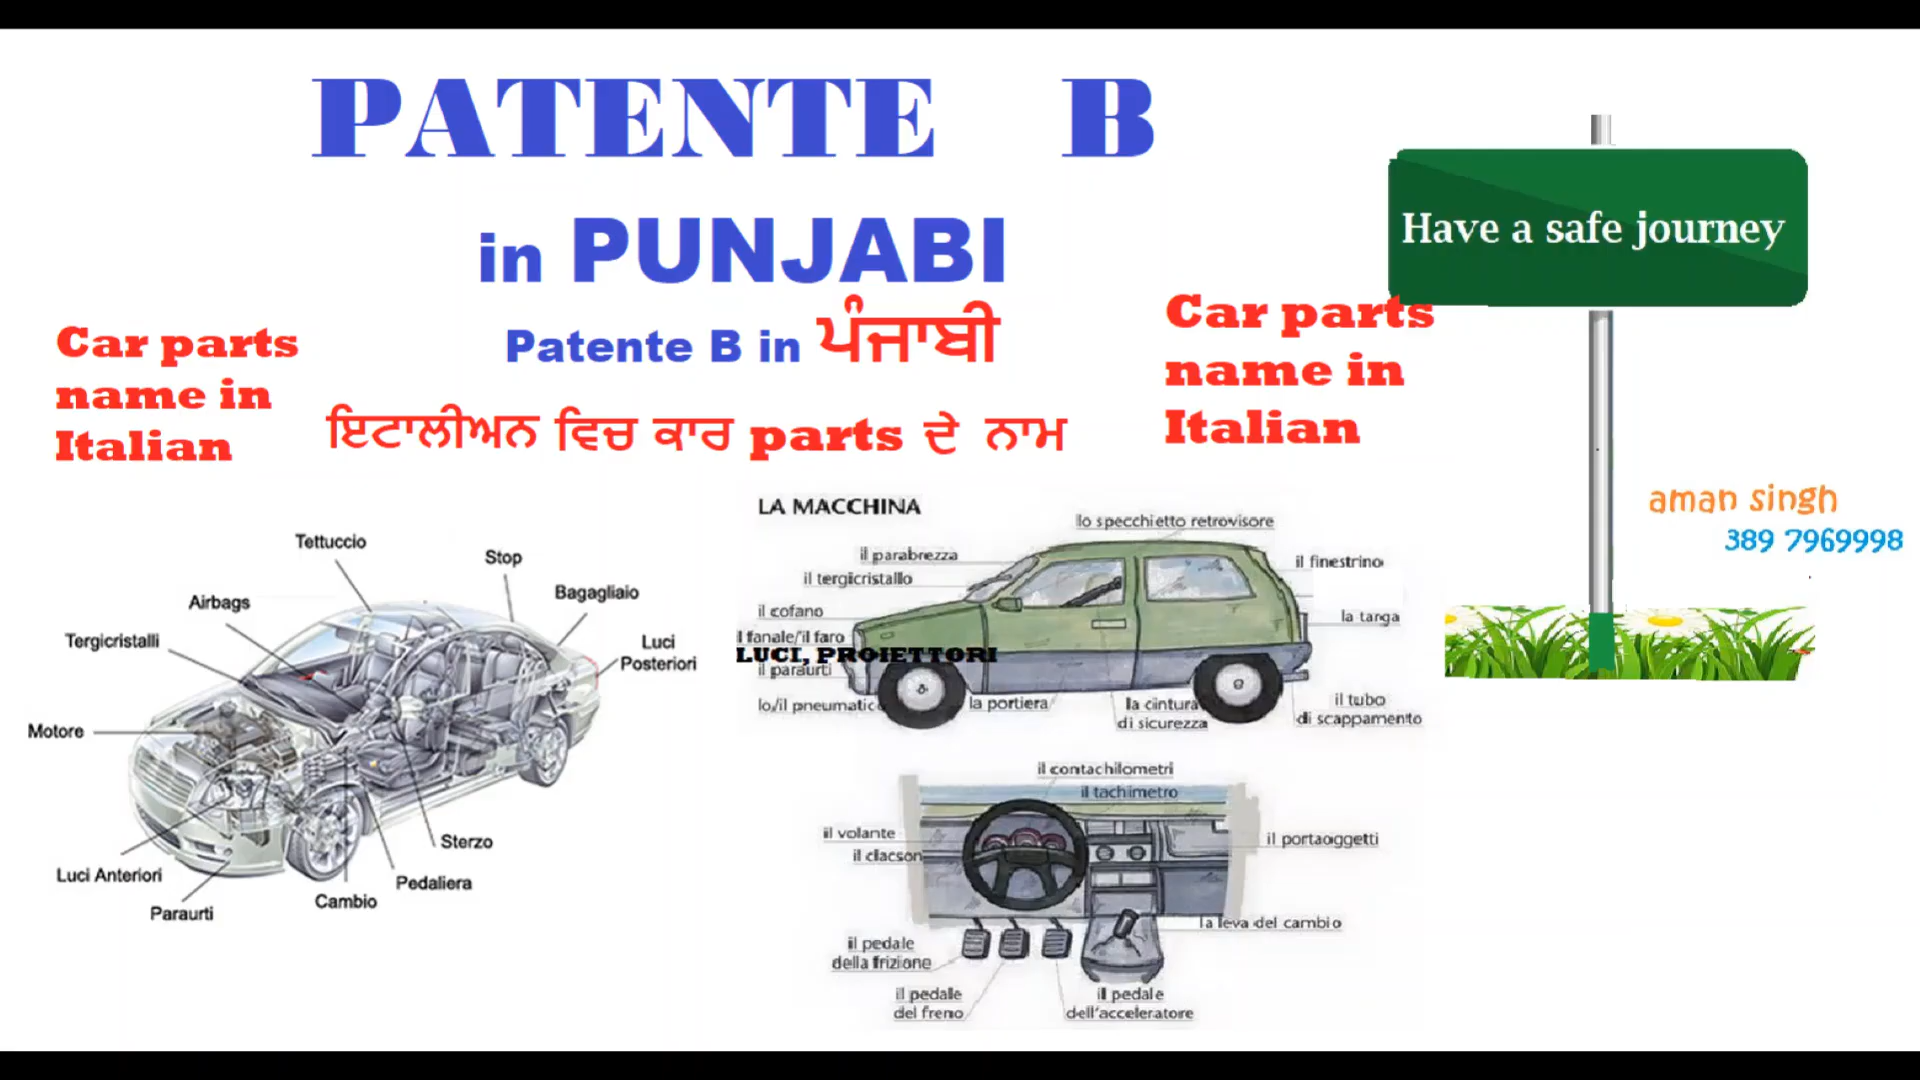 PATENTE B
in PUNJABI
Patente B in ਪੰਜਾਬੀ
ਇਟਾਲੀਅਨ ਵਿਚ ਕਾਰ parts ਦੇ ਨਾਮ
Car parts
name in
Italian
Car parts
name in
Italian
Have a safe journey
aman singh
389 7969998
Tettuccio
Stop
Airbags
Bagagliaio
Tergicristalli
Luci
Posteriori
Motore
Sterzo
Luci Anteriori
Pedaliera
Cambio
Paraurti
LA MACCHINA
lo specchietto retrovisore
il parabrezza
il finestrino
il tergicristallo
il cofano
la targa
il fanale/il faro
LUCI, PROIETTORI
il paraurti
lo/il pneumatico
la portiera
la cintura
di sicurezza
il tubo
di scappamento
il contachilometri
il tachimetro
il volante
il portaoggetti
il clacson
la leva del cambio
il pedale
della frizione
il pedale
del freno
il pedale
dell'acceleratore